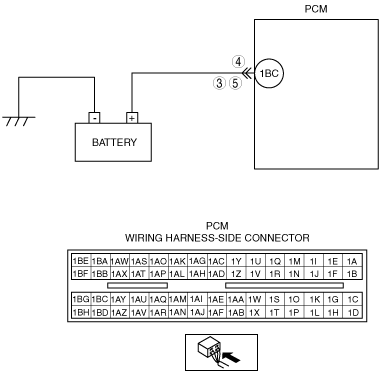 PCM
④
1BC
③ ⑤
- +
BATTERY
PCM
WIRING HARNESS-SIDE CONNECTOR
1BE 1BA 1AW 1AS 1AO 1AK 1AG 1AC 1Y 1U 1Q 1M 1I 1E 1A
1BF 1BB 1AX 1AT 1AP 1AL 1AH 1AD 1Z 1V 1R 1N 1J 1F 1B
1BG 1BC 1AY 1AU 1AQ 1AM 1AI 1AE 1AA 1W 1S 1O 1K 1G 1C
1BH 1BD 1AZ 1AV 1AR 1AN 1AJ 1AF 1AB 1X 1T 1P 1L 1H 1D